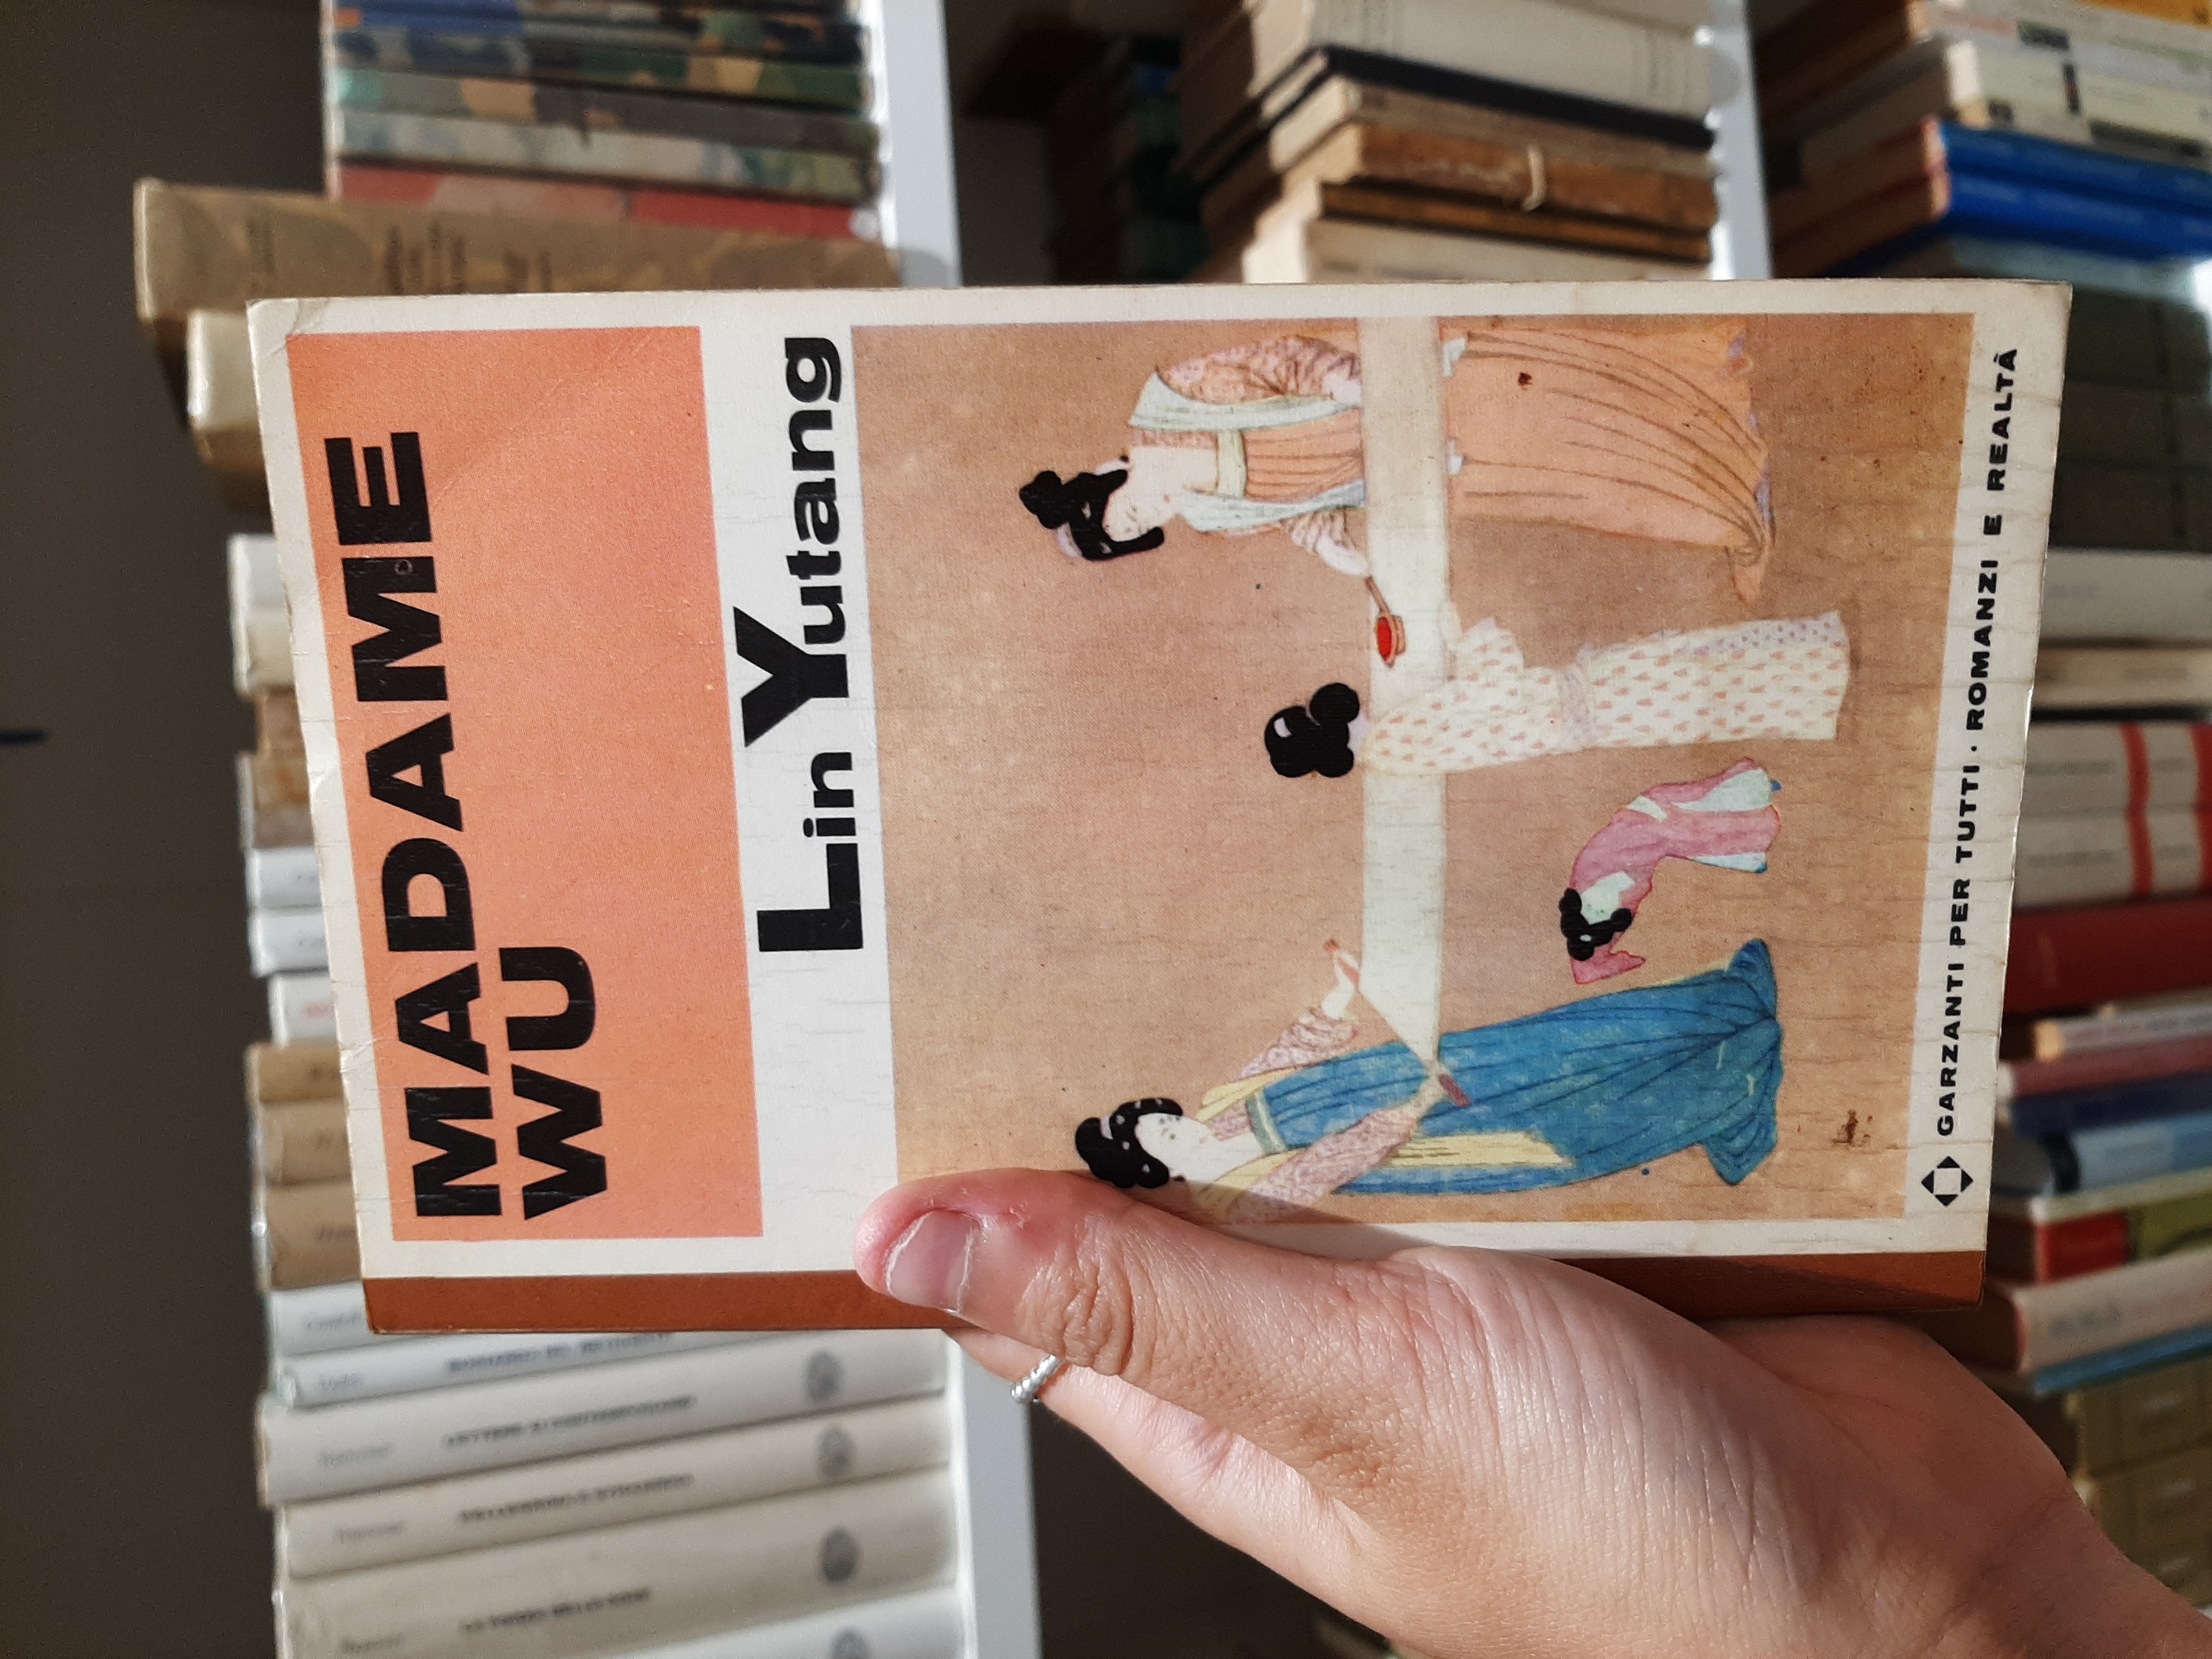 MADAME
WU
Lin Yutang
GARZANTI PER TUTTI · ROMANZI E REALTÀ